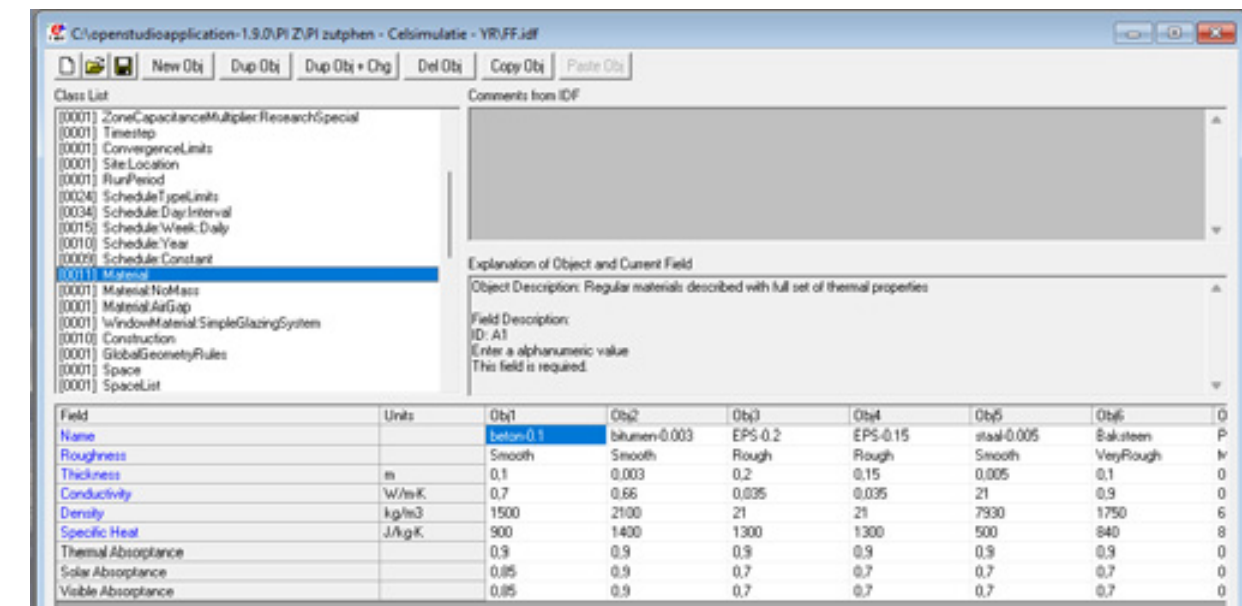 C:\openstudioapplication-1.9.0\PI Z\PI zutphen - Celsimulatie - YR\FF.idf
New Obj Dup Obj Dup Obj + Chg Del Obj Copy Obj Paste Obj
Class List
[0001] ZoneCapacitanceMultiplier:ResearchSpecial
[0001] Timestep
[0001] ConvergenceLimits
[0001] Site:Location
[0001] RunPeriod
[0024] ScheduleTypeLimits
[0034] Schedule:Day:Interval
[0015] Schedule:Week:Daily
[0010] Schedule:Year
[0009] Schedule:Constant
[0011] Material
[0001] Material:NoMass
[0001] Material:AirGap
[0001] WindowMaterial:SimpleGlazingSystem
[0010] Construction
[0001] GlobalGeometryRules
[0001] Space
[0001] SpaceList
Comments from IDF
Explanation of Object and Current Field
Object Description: Regular materials described with full set of thermal properties
Field Description:
ID: A1
Enter a alphanumeric value
This field is required.
Field Units Obj1 Obj2 Obj3 Obj4 Obj5 Obj6 O
Name beton-0.1 bitumen-0.003 EPS-0.2 EPS-0.15 staal-0.005 Baksteen P
Roughness Smooth Smooth Rough Rough Smooth VeryRough M
Thickness m 0,1 0,003 0,2 0,15 0,005 0,1 0
Conductivity W/m-K 0,7 0,66 0,035 0,035 21 0,9 0
Density kg/m3 1500 2100 21 21 7930 1750 6
Specific Heat J/kg-K 900 1400 1300 1300 500 840 8
Thermal Absorptance 0,9 0,9 0,9 0,9 0,9 0,9 0
Solar Absorptance 0,85 0,9 0,7 0,7 0,7 0,7 0
Visible Absorptance 0,85 0,9 0,7 0,7 0,7 0,7 0